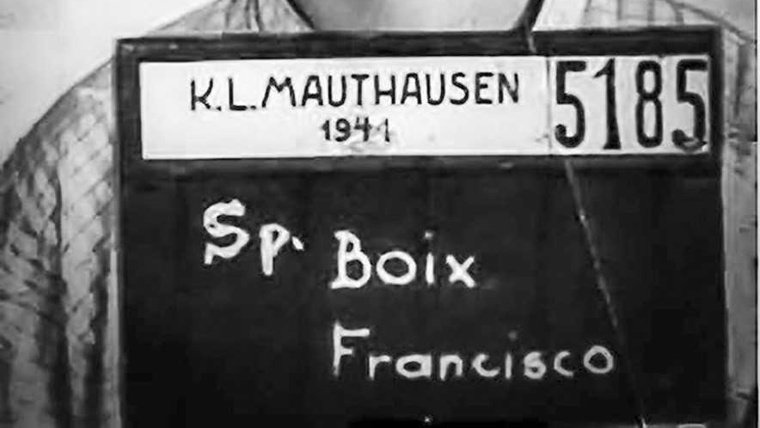 K.L.MAUTHAUSEN 5185
1941
Sp. Boix
Francisco